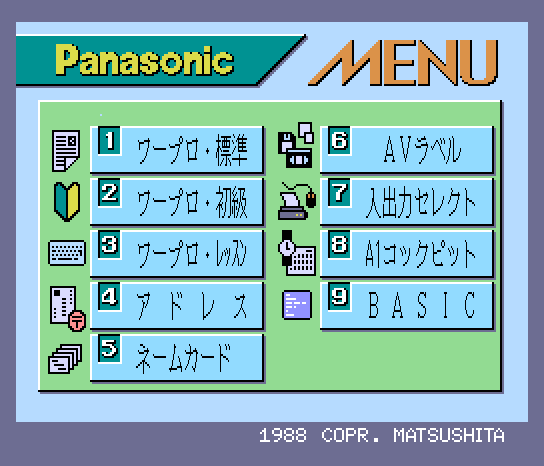 Panasonic MENU
1 ワープロ・標準
2 ワープロ・初級
3 ワープロ・レッスン
4 アドレス
5 ネームカード
6 AVラベル
7 入出力セレクト
8 A1コックピット
9 BASIC
〒
1988 COPR. MATSUSHITA